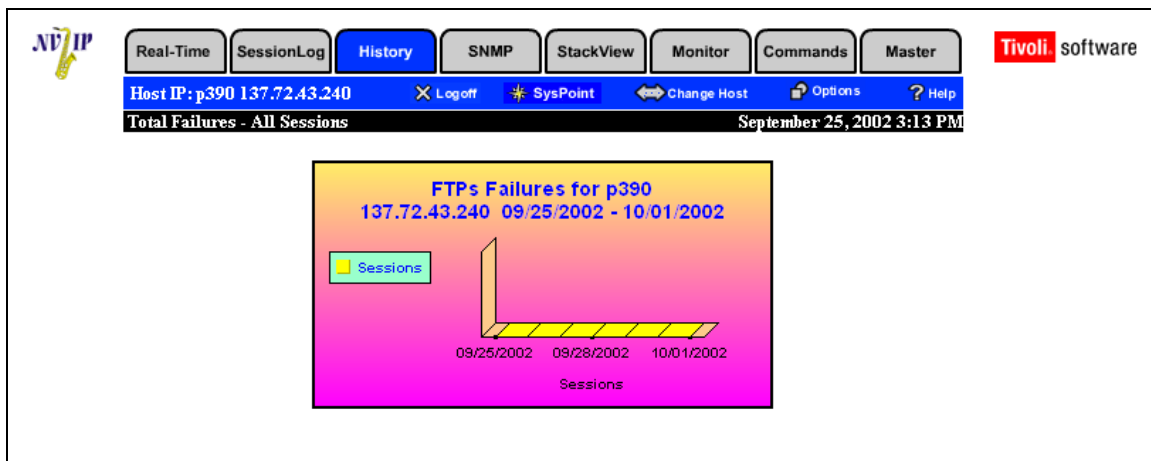 NV IP
Real-Time SessionLog History SNMP StackView Monitor Commands Master
Tivoli. software
Host IP: p390 137.72.43.240 Logoff SysPoint Change Host Options ? Help
Total Failures - All Sessions September 25, 2002 3:13 PM
FTPs Failures for p390
137.72.43.240 09/25/2002 - 10/01/2002
Sessions
09/25/2002 09/28/2002 10/01/2002
Sessions